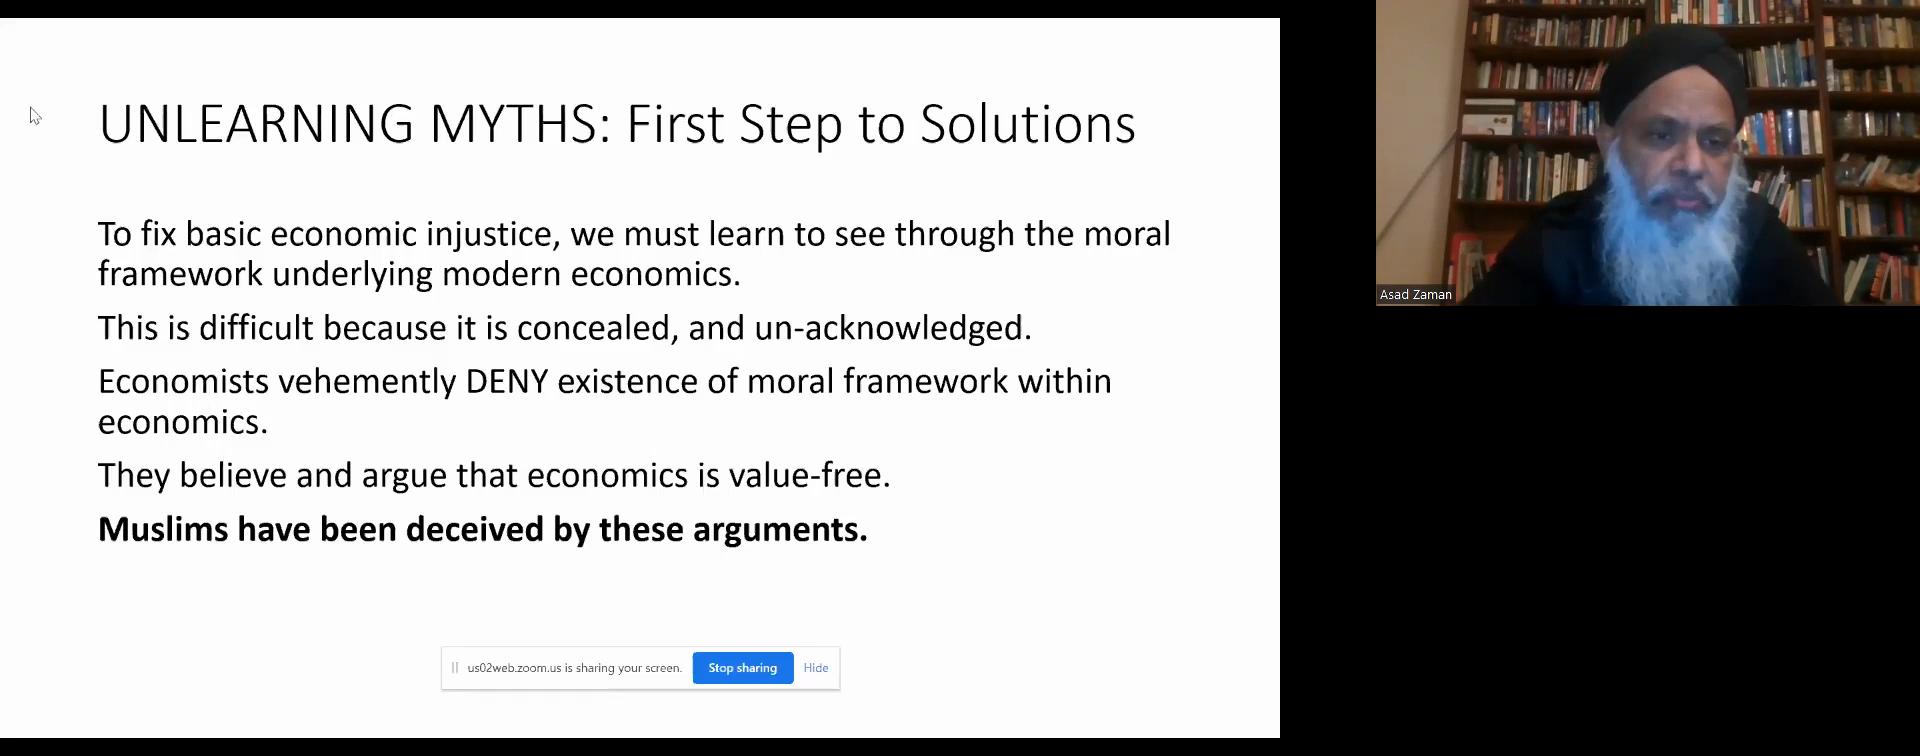 UNLEARNING MYTHS: First Step to Solutions
To fix basic economic injustice, we must learn to see through the moral
framework underlying modern economics.
This is difficult because it is concealed, and un-acknowledged.
Economists vehemently DENY existence of moral framework within
economics.
They believe and argue that economics is value-free.
Muslims have been deceived by these arguments.
us02web.zoom.us is sharing your screen.
Stop sharing
Hide
Asad Zaman